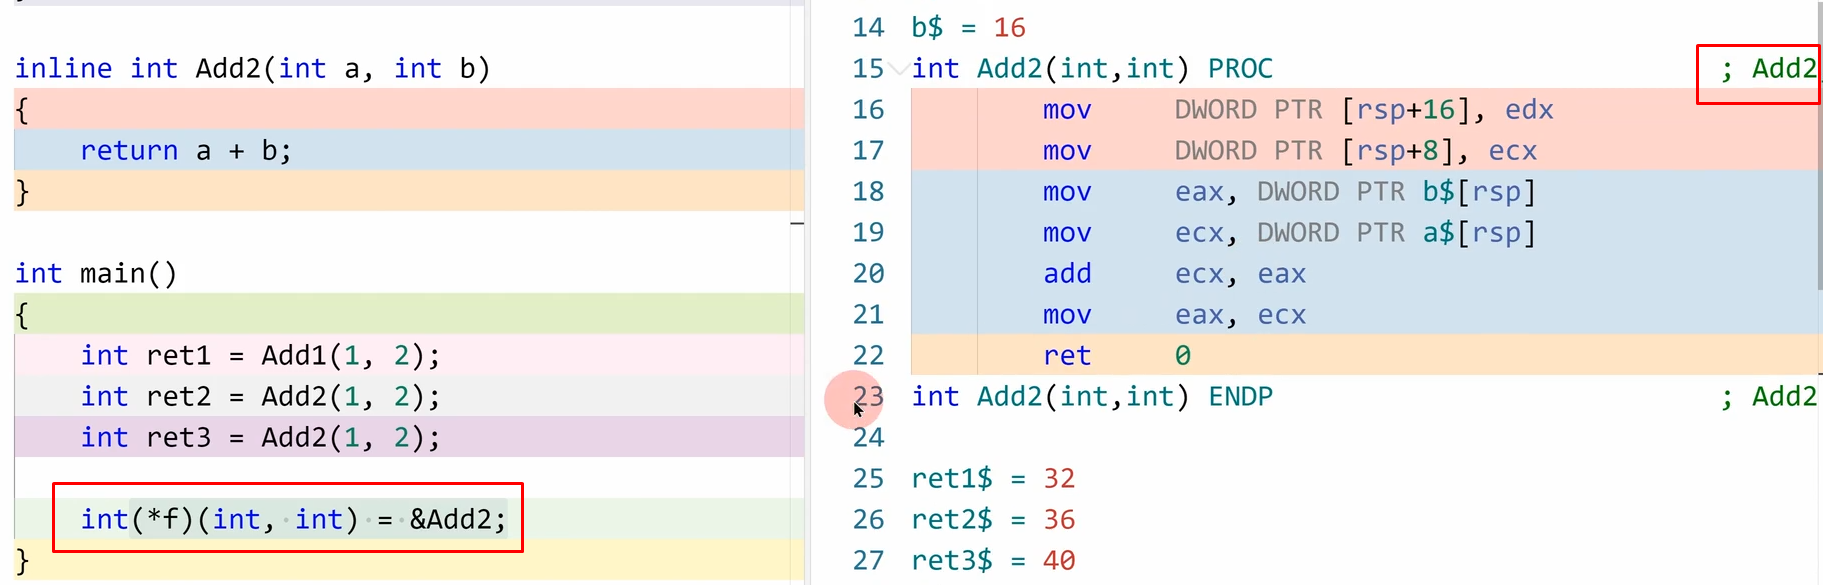 inline int Add2(int a, int b)
{
    return a + b;
}
int main()
{
    int ret1 = Add1(1, 2);
    int ret2 = Add2(1, 2);
    int ret3 = Add2(1, 2);
    int(*f)(int, int) = &Add2;
}
14 b$ = 16
15 int Add2(int,int) PROC ; Add2
16 mov DWORD PTR [rsp+16], edx
17 mov DWORD PTR [rsp+8], ecx
18 mov eax, DWORD PTR b$[rsp]
19 mov ecx, DWORD PTR a$[rsp]
20 add ecx, eax
21 mov eax, ecx
22 ret 0
23 int Add2(int,int) ENDP ; Add2
24
25 ret1$ = 32
26 ret2$ = 36
27 ret3$ = 40